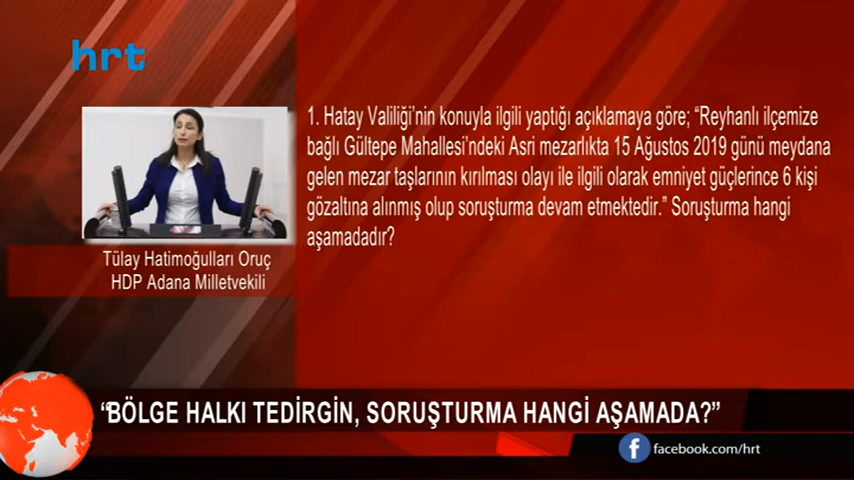 hrt
1. Hatay Valiliği'nin konuyla ilgili yaptığı açıklamaya göre; “Reyhanlı ilçemize
bağlı Gültepe Mahallesi'ndeki Asri mezarlıkta 15 Ağustos 2019 günü meydana
gelen mezar taşlarının kırılması olayı ile ilgili olarak emniyet güçlerince 6 kişi
gözaltına alınmış olup soruşturma devam etmektedir.” Soruşturma hangi
aşamadadır?
Tülay Hatimoğulları Oruç
HDP Adana Milletvekili
“BÖLGE HALKI TEDİRGİN, SORUŞTURMA HANGİ AŞAMADA?”
f facebook.com/hrt